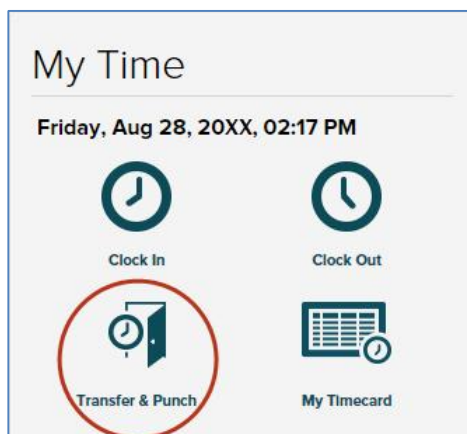 My Time
Friday, Aug 28, 20XX, 02:17 PM
Clock In
Clock Out
Transfer & Punch
My Timecard